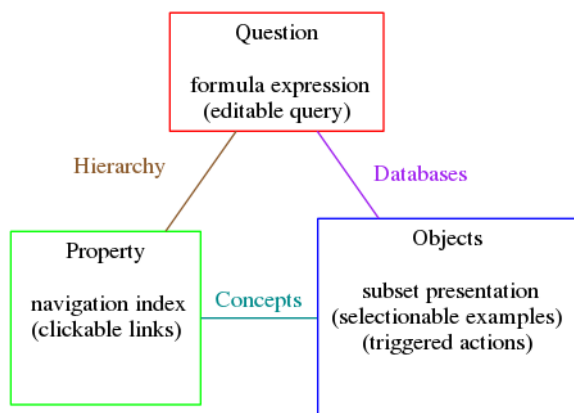 Question
formula expression
(editable query)
Hierarchy
Databases
Property
navigation index
(clickable links)
Concepts
Objects
subset presentation
(selectionable examples)
(triggered actions)